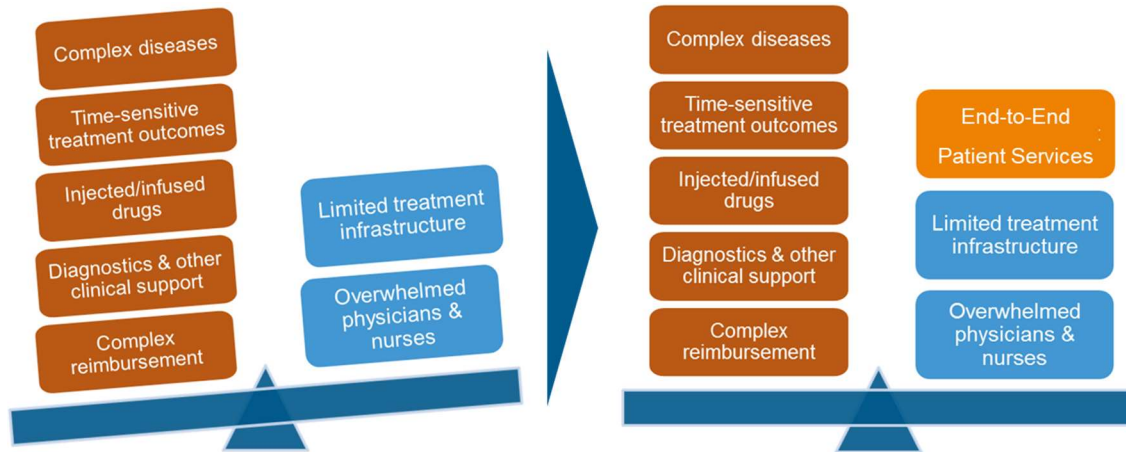 Complex diseases
Time-sensitive
treatment outcomes
Injected/infused
drugs
Diagnostics & other
clinical support
Complex
reimbursement
Limited treatment
infrastructure
Overwhelmed
physicians &
nurses
Complex diseases
Time-sensitive
treatment outcomes
Injected/infused
drugs
Diagnostics & other
clinical support
Complex
reimbursement
End-to-End
:
Patient Services
Limited treatment
infrastructure
Overwhelmed
physicians &
nurses